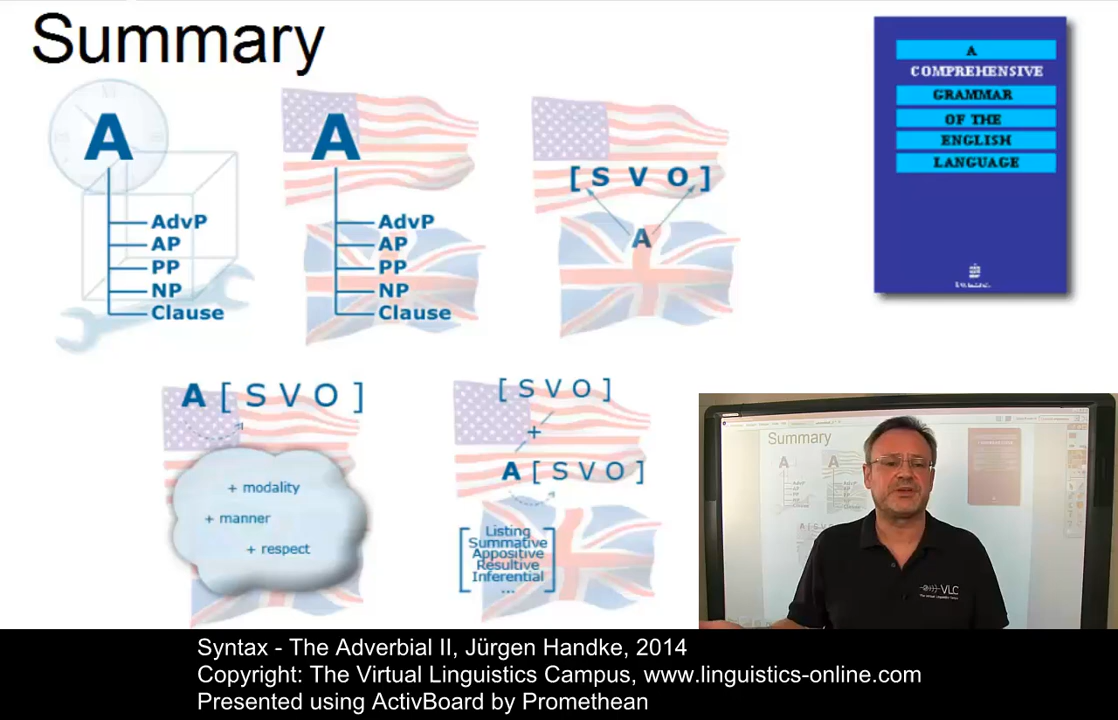 Summary
A
AdvP
AP
PP
NP
Clause
A
AdvP
AP
PP
NP
Clause
[ S V O ]
A
A
COMPREHENSIVE
GRAMMAR
OF THE
ENGLISH
LANGUAGE
A [ S V O ]
+ modality
+ manner
+ respect
[ S V O ]
+
A [ S V O ]
Listing
Summative
Appositive
Resultive
Inferential
...
Summary
A
A
VLC
Syntax - The Adverbial II, Jürgen Handke, 2014
Copyright: The Virtual Linguistics Campus, www.linguistics-online.com
Presented using ActivBoard by Promethean